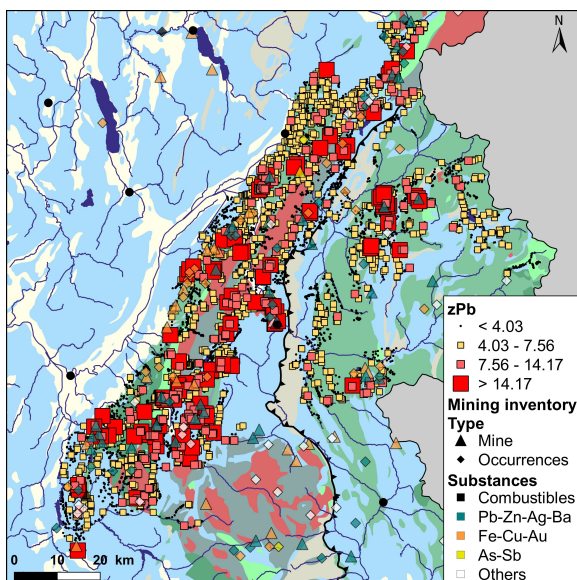 N
zPb
< 4.03
4.03 - 7.56
7.56 - 14.17
> 14.17
Mining inventory
Type
Mine
Occurrences
Substances
Combustibles
Pb-Zn-Ag-Ba
Fe-Cu-Au
As-Sb
Others
0 10 20 km